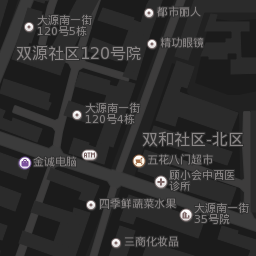 都市丽人
大源南一街
120号5栋
精功眼镜
双源社区120号院
大源南一街
120号4栋
双和社区-北区
ATM
金诚电脑
五花八门超市
顾小会中西医
诊所
四季鲜蔬菜水果
大源南一街
35号院
三商化妆品